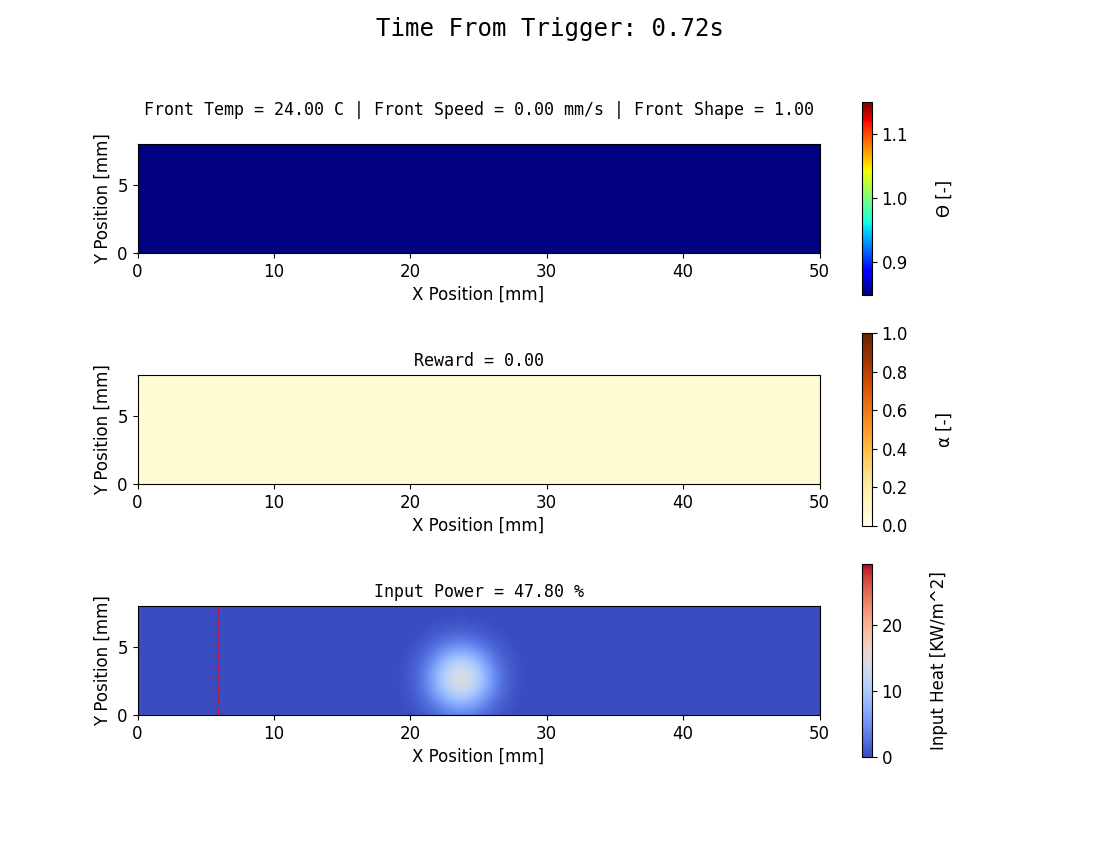 Time From Trigger: 0.72s
Front Temp = 24.00 C | Front Speed = 0.00 mm/s | Front Shape = 1.00
Y Position [mm]
5
0
0 10 20 30 40 50
X Position [mm]
1.1
1.0
0.9
Θ [-]
Reward = 0.00
Y Position [mm]
5
0
0 10 20 30 40 50
X Position [mm]
1.0
0.8
0.6
0.4
0.2
0.0
α [-]
Input Power = 47.80 %
Y Position [mm]
5
0
0 10 20 30 40 50
X Position [mm]
20
10
0
Input Heat [KW/m^2]